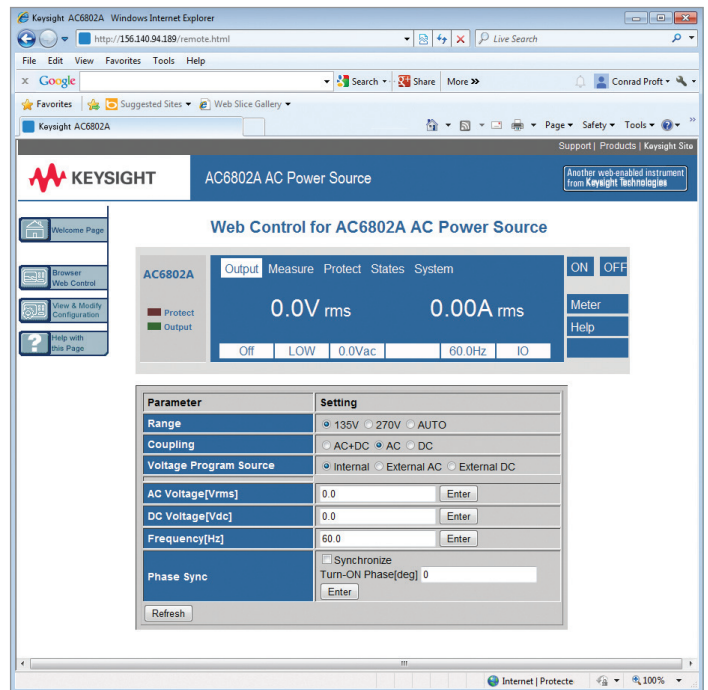 Keysight AC6802A Windows Internet Explorer
http://156.140.94.189/remote.html
Live Search
File Edit View Favorites Tools Help
x Google Search Share More » Conrad Proft
Favorites Suggested Sites Web Slice Gallery
Keysight AC6802A
Page Safety Tools »
Support | Products | Keysight Site
KEYSIGHT
AC6802A AC Power Source
Another web-enabled instrument
from Keysight Technologies
Welcome Page
Web Control for AC6802A AC Power Source
Browser
Web Control
View & Modify
Configuration
? Help with
this Page
AC6802A
Protect
Output
Output Measure Protect States System
0.0V rms 0.00A rms
Off LOW 0.0Vac 60.0Hz IO
ON OFF
Meter
Help
Parameter Setting
Range 135V 270V AUTO
Coupling AC+DC AC DC
Voltage Program Source Internal External AC External DC
AC Voltage[Vrms] 0.0 Enter
DC Voltage[Vdc] 0.0 Enter
Frequency[Hz] 60.0 Enter
Phase Sync
Synchronize
Turn-ON Phase[deg] 0
Enter
Refresh
Internet | Protecte 100%